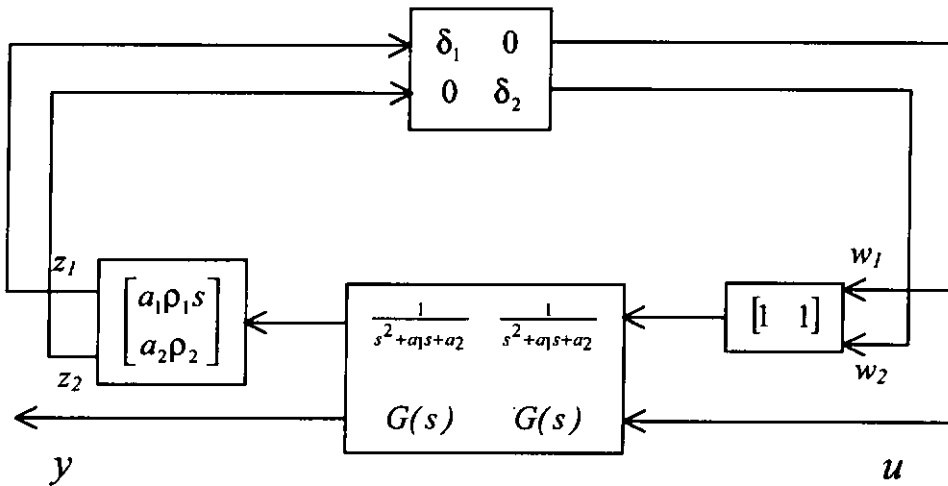 δ₁ 0
0 δ₂
z₁
a₁ρ₁s
a₂ρ₂
z₂
1/(s²+a₁s+a₂) 1/(s²+a₁s+a₂)
G(s) G(s)
[1 1]
w₁
w₂
y
u